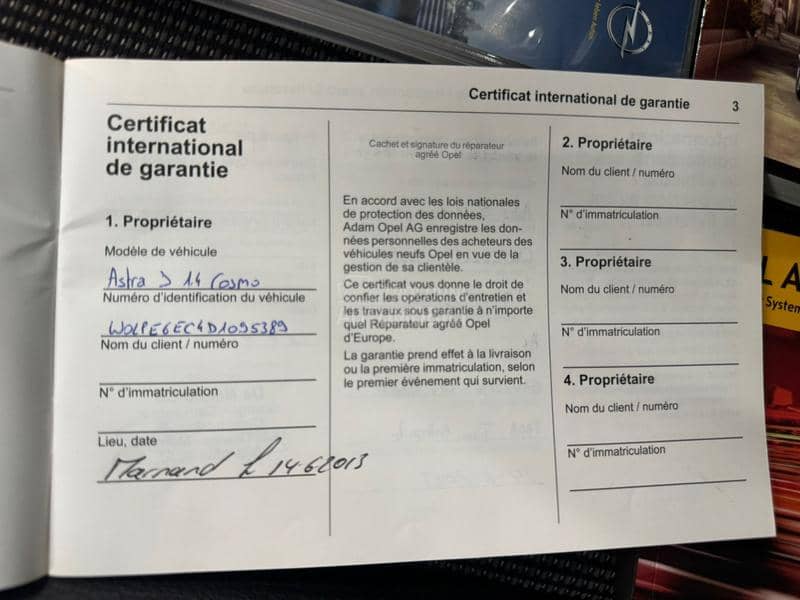 Certificat international de garantie 3
Certificat
international
de garantie
1. Propriétaire
Modèle de véhicule
Astra J 1.4 Cosmo
Numéro d'identification du véhicule
W0LPE6EC4D1095389
Nom du client / numéro
N° d'immatriculation
Lieu, date
Marnand 14.6.2013
Cachet et signature du réparateur
agréé Opel
En accord avec les lois nationales
de protection des données,
Adam Opel AG enregistre les don-
nées personnelles des acheteurs des
véhicules neufs Opel en vue de la
gestion de sa clientèle.
Ce certificat vous donne le droit de
confier les opérations d'entretien et
les travaux sous garantie à n'importe
quel Réparateur agréé Opel
d'Europe.
La garantie prend effet à la livraison
ou la première immatriculation, selon
le premier événement qui survient.
2. Propriétaire
Nom du client / numéro
N° d'immatriculation
3. Propriétaire
Nom du client / numéro
N° d'immatriculation
4. Propriétaire
Nom du client / numéro
N° d'immatriculation
L A
System